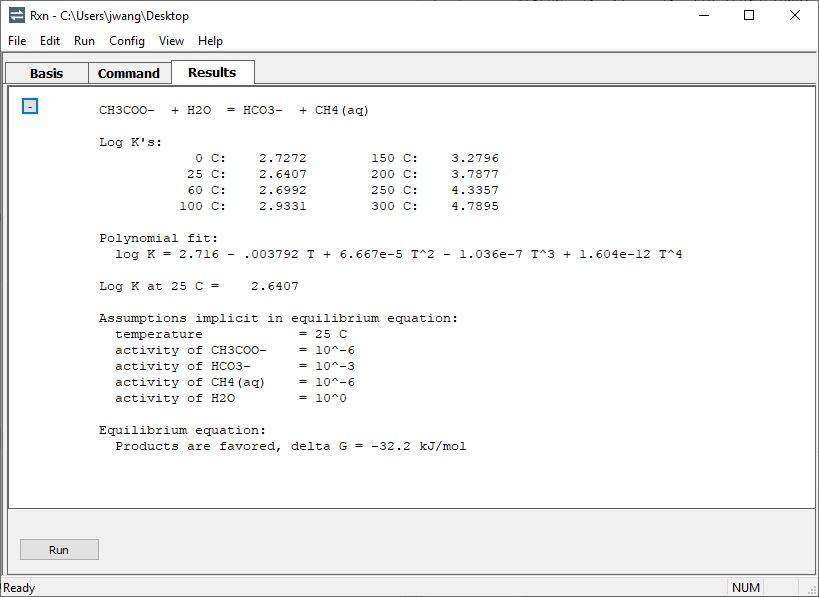 Rxn - C:\Users\jwang\Desktop
File Edit Run Config View Help
Basis Command Results
- CH3COO- + H2O = HCO3- + CH4(aq)
Log K's:
0 C: 2.7272 150 C: 3.2796
25 C: 2.6407 200 C: 3.7877
60 C: 2.6992 250 C: 4.3357
100 C: 2.9331 300 C: 4.7895
Polynomial fit:
log K = 2.716 - .003792 T + 6.667e-5 T^2 - 1.036e-7 T^3 + 1.604e-12 T^4
Log K at 25 C = 2.6407
Assumptions implicit in equilibrium equation:
temperature = 25 C
activity of CH3COO- = 10^-6
activity of HCO3- = 10^-3
activity of CH4(aq) = 10^-6
activity of H2O = 10^0
Equilibrium equation:
Products are favored, delta G = -32.2 kJ/mol
Run
Ready NUM